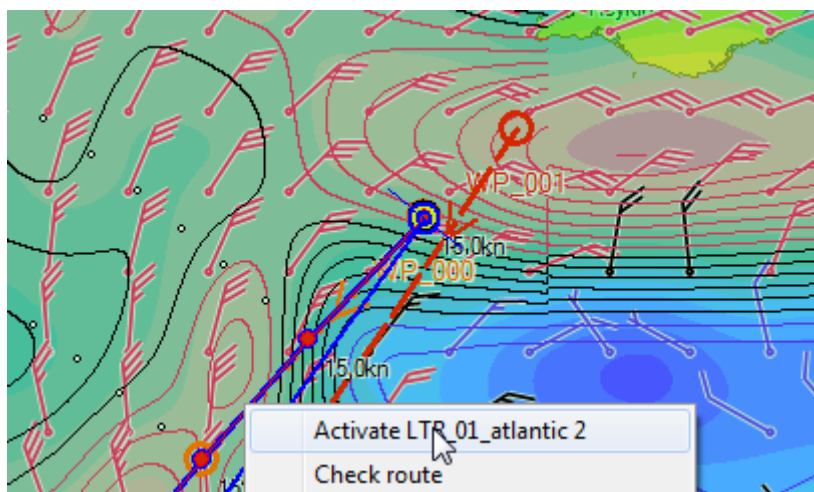 WP_001
15.0kn
WP_000
15.0kn
Activate LTR_01_atlantic 2
Check route